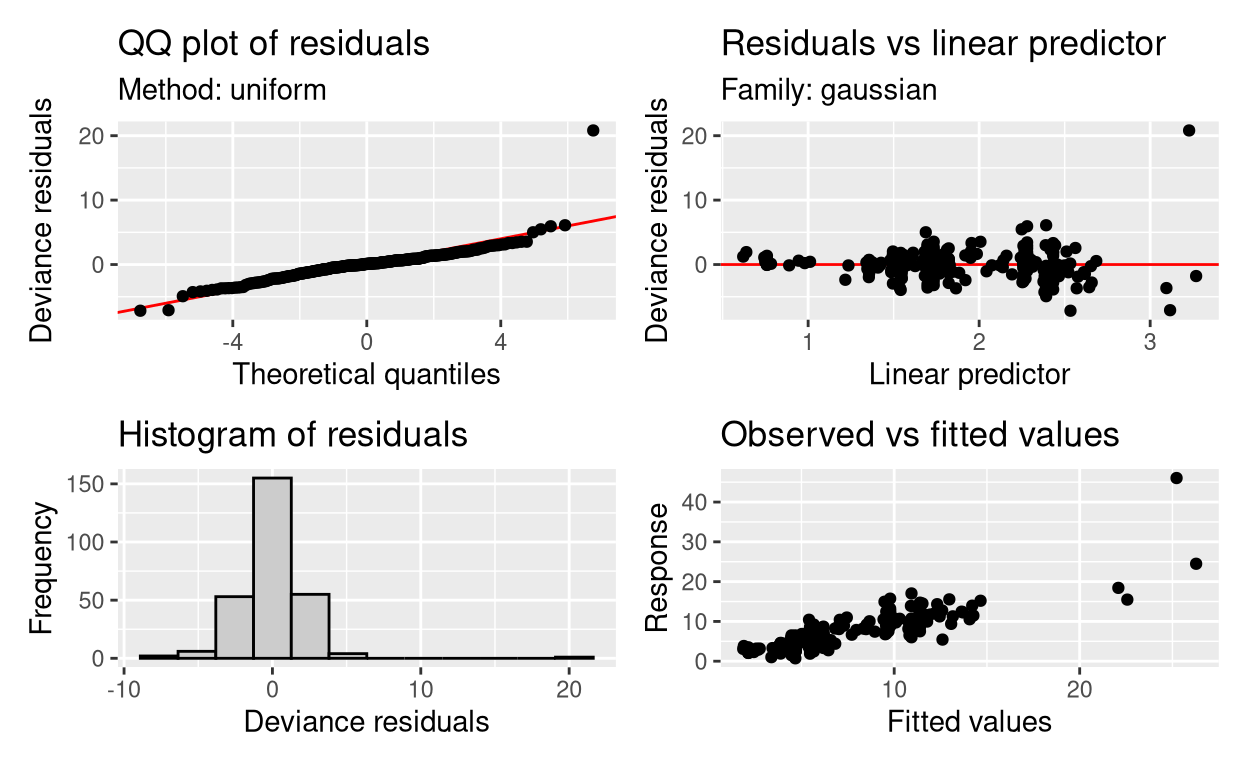 QQ plot of residuals
Method: uniform
Deviance residuals
20
10
0
-4
0
4
Theoretical quantiles
Residuals vs linear predictor
Family: gaussian
Deviance residuals
20
10
0
1
2
3
Linear predictor
Histogram of residuals
Frequency
150
100
50
0
-10
0
10
20
Deviance residuals
Observed vs fitted values
Response
40
30
20
10
0
10
20
Fitted values